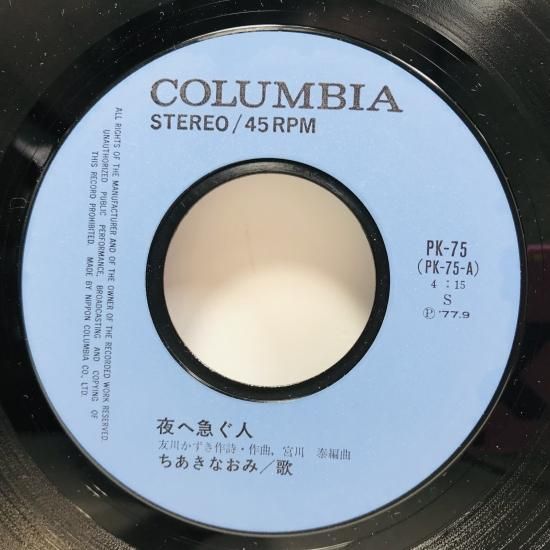 COLUMBIA
STEREO/45RPM
ALL RIGHTS OF THE MANUFACTURER AND OF THE OWNER OF THE RECORDED WORK RESERVED.
UNAUTHORIZED PUBLIC PERFORMANCE, BROADCASTING AND COPYING OF
THIS RECORD PROHIBITED. MADE BY NIPPON COLUMBIA CO., LTD.
PK-75
(PK-75-A)
4:15
S
Ⓟ'77.9
夜へ急ぐ人
友川かずき作詩・作曲, 宮川 泰編曲
ちあきなおみ/歌